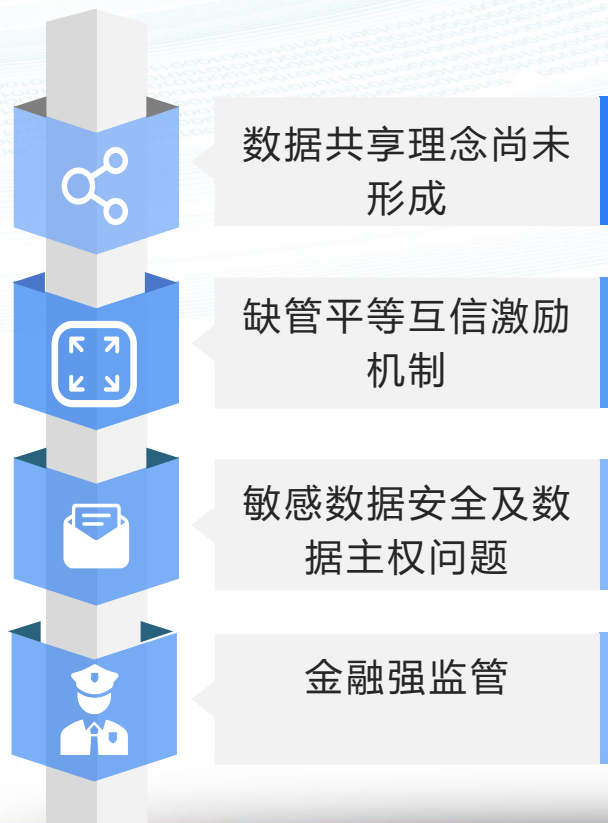 数据共享理念尚未
形成
缺管平等互信激励
机制
敏感数据安全及数
据主权问题
金融强监管